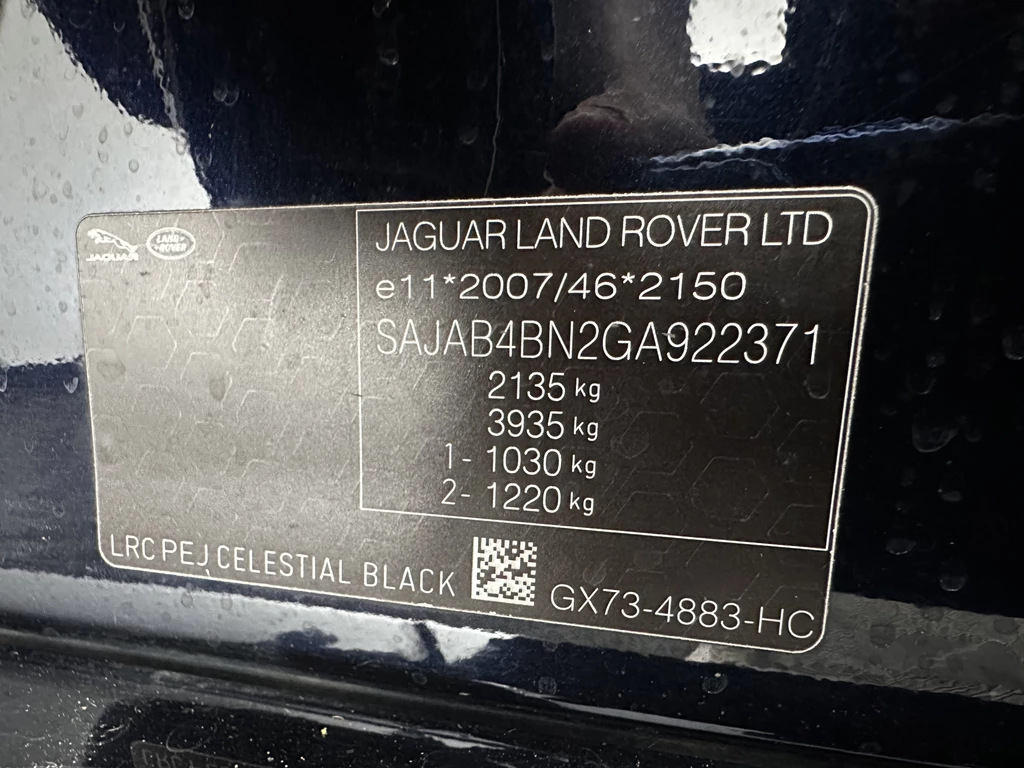 JAGUAR
LAND
ROVER
JAGUAR LAND ROVER LTD
e11*2007/46*2150
SAJAB4BN2GA922371
2135 kg
3935 kg
1- 1030 kg
2- 1220 kg
LRC PEJ CELESTIAL BLACK
GX73-4883-HC